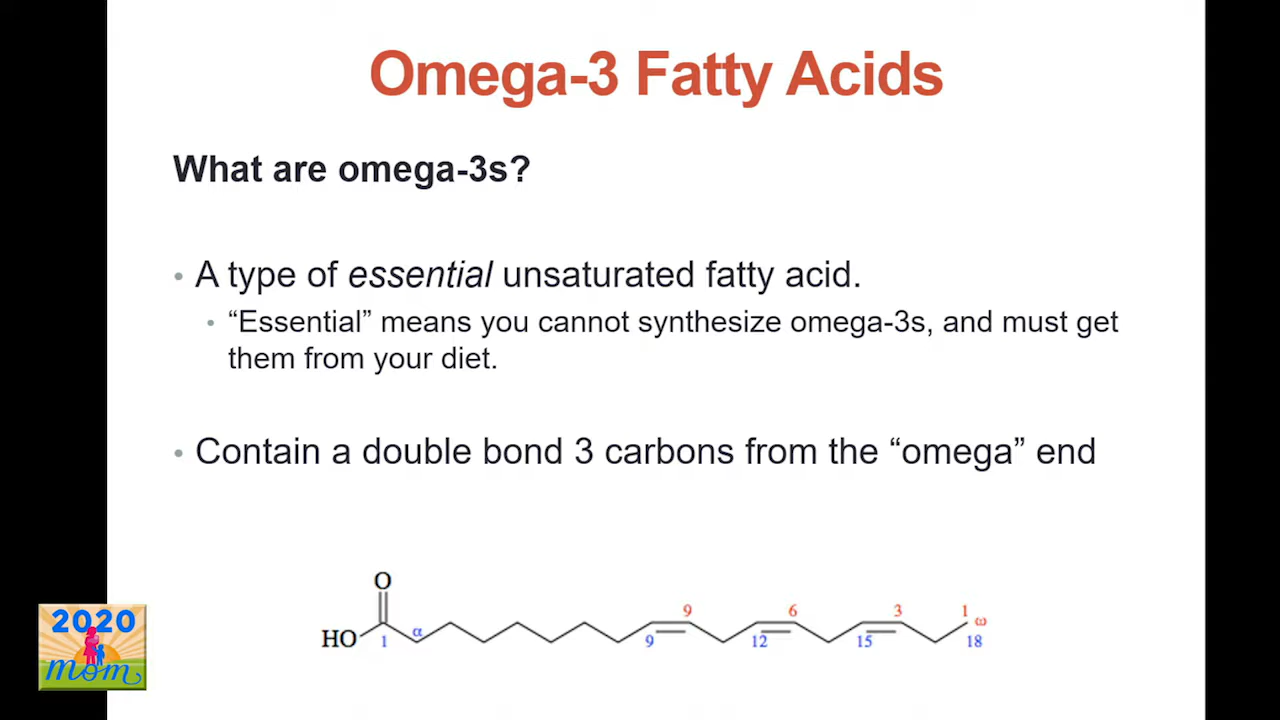 Omega-3 Fatty Acids
What are omega-3s?
• A type of essential unsaturated fatty acid.
• “Essential” means you cannot synthesize omega-3s, and must get
them from your diet.
• Contain a double bond 3 carbons from the “omega” end
O
9 6 3 1 ω
HO 1 α 9 12 15 18
2020
mom